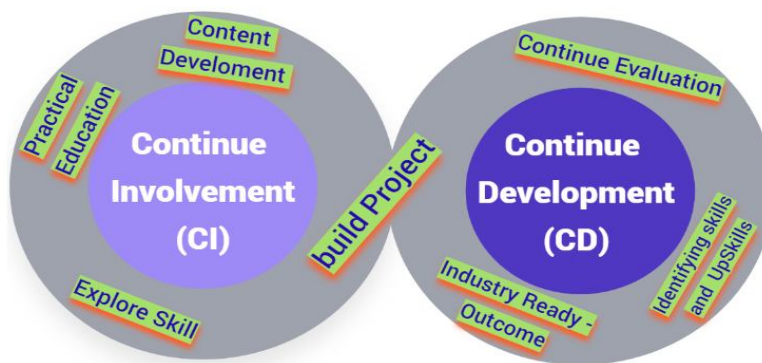 Content
Develoment
Practical
Education
Continue
Involvement
(CI)
Explore Skill
build Project
Continue Evaluation
Continue
Development
(CD)
Identifying skills
and UpSkills
Industry Ready -
Outcome